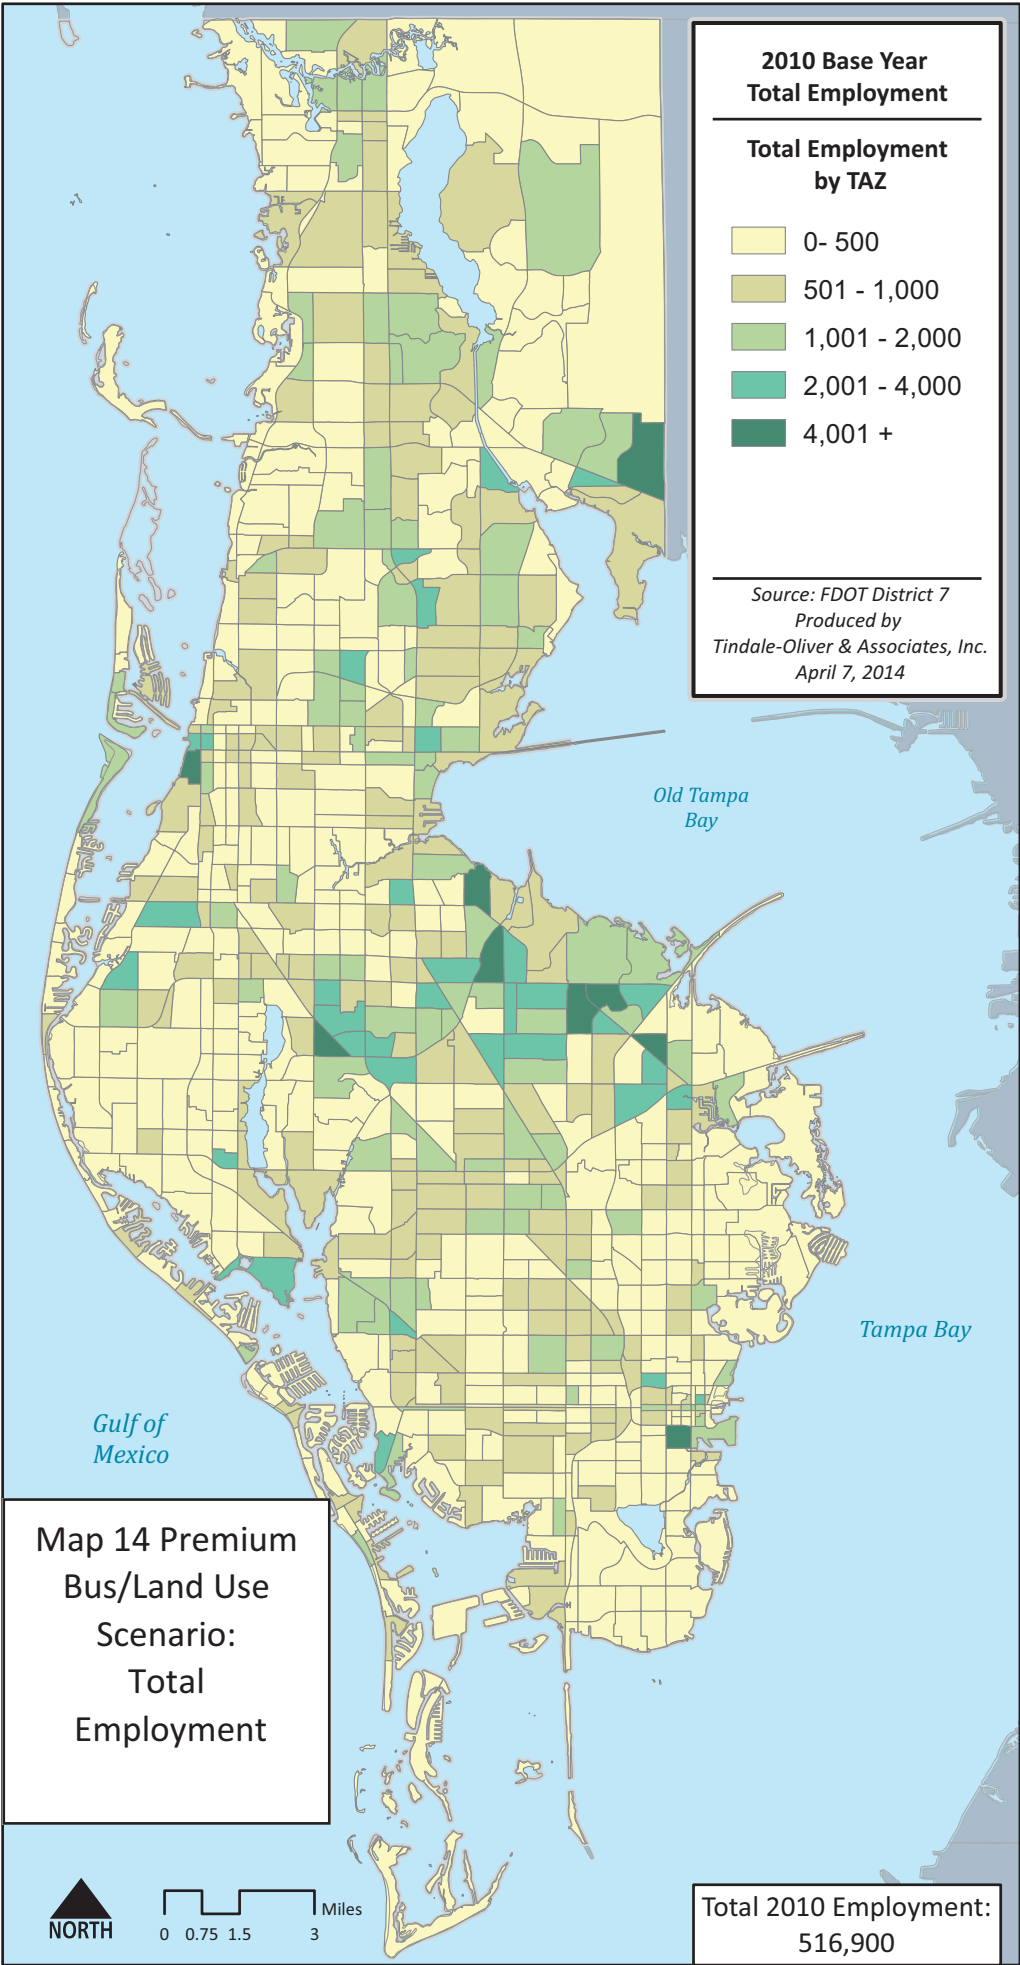 2010 Base Year
Total Employment
Total Employment
by TAZ
0- 500
501 - 1,000
1,001 - 2,000
2,001 - 4,000
4,001 +
Source: FDOT District 7
Produced by
Tindale-Oliver & Associates, Inc.
April 7, 2014
Old Tampa
Bay
Tampa Bay
Gulf of
Mexico
Map 14 Premium
Bus/Land Use
Scenario:
Total
Employment
NORTH
0 0.75 1.5 3 Miles
Total 2010 Employment:
516,900